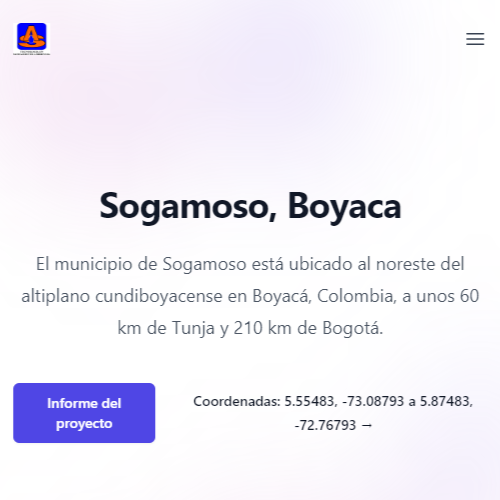 Sogamoso, Boyaca
El municipio de Sogamoso está ubicado al noreste del
altiplano cundiboyacense en Boyacá, Colombia, a unos 60
km de Tunja y 210 km de Bogotá.
Informe del
proyecto
Coordenadas: 5.55483, -73.08793 a 5.87483,
-72.76793 →